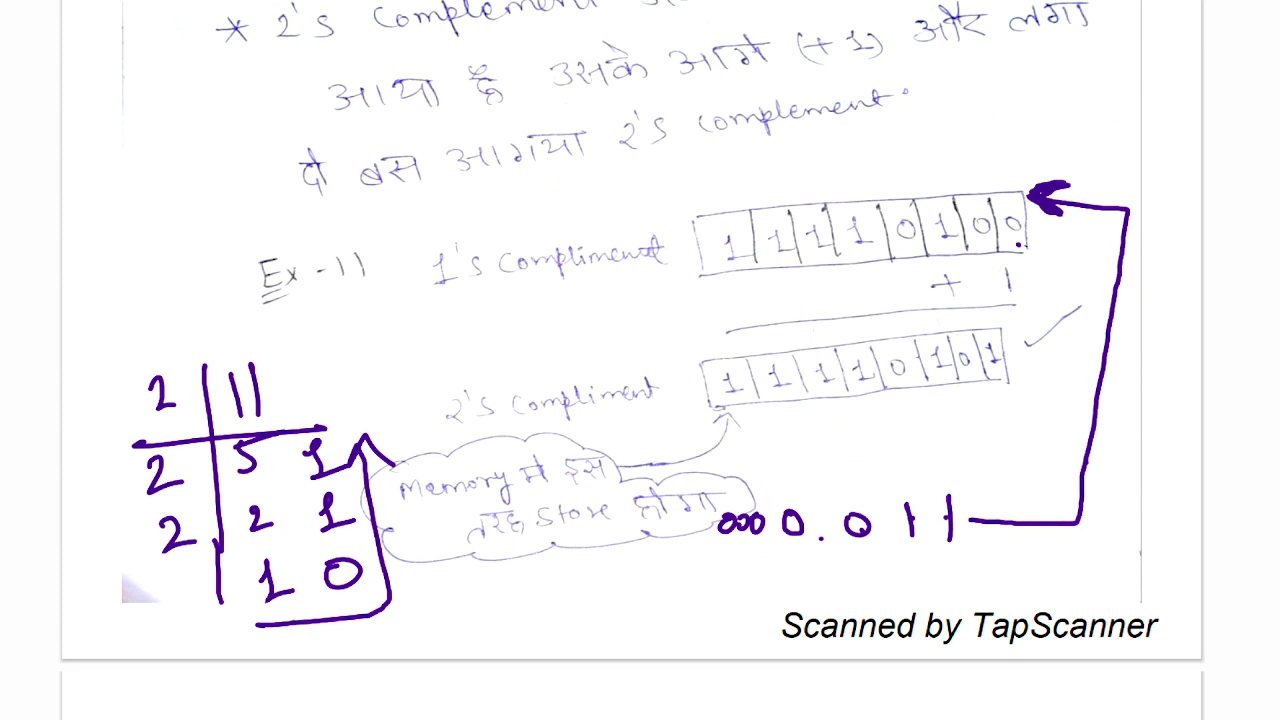 * 2's complement
आया है उसके आगे (+1) और लगा
दो बस आगया 2's complement.
Ex - 11 1's compliment 1 1 1 1 0 1 0 0
+ 1
2's compliment 1 1 1 1 0 1 0 1
Memory मे इस
तरह Store होगा
2 11
2 5 1
2 2 1
1 0
0000.011
Scanned by TapScanner